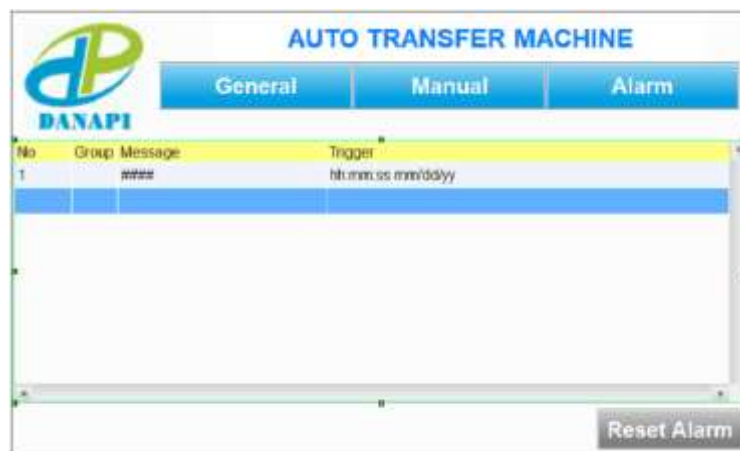 AUTO TRANSFER MACHINE
General Manual Alarm
DANAPI
No Group Message Trigger
1 #### hh:mm:ss mm/dd/yy
Reset Alarm